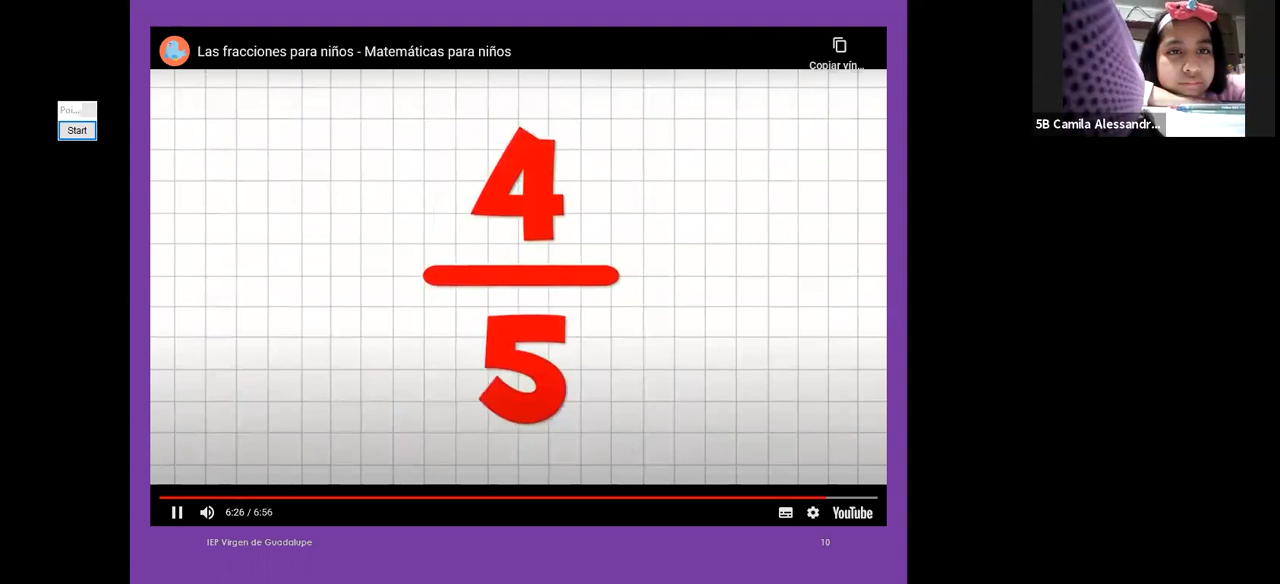 Las fracciones para niños - Matemáticas para niños
Copiar vín...
Poi...
Start
4
5
5B Camila Alessandr...
6:26 / 6:56
YouTube
IEP Virgen de Guadalupe
10